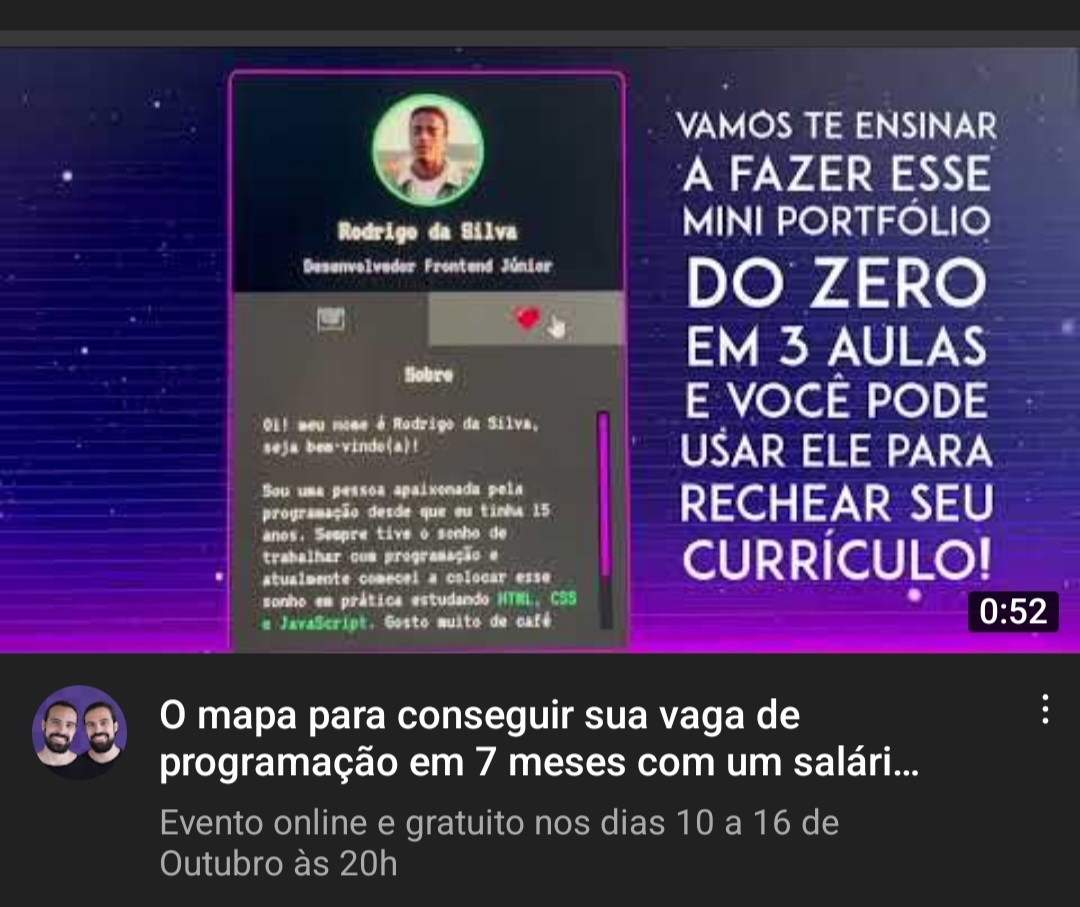 Rodrigo da Silva
Desenvolvedor Frontend Júnior
Sobre
Oi! meu nome é Rodrigo da Silva,
seja bem-vindo(a)!
Sou uma pessoa apaixonada pela
programação desde que eu tinha 15
anos. Sempre tive o sonho de
trabalhar com programação e
atualmente comecei a colocar esse
sonho em prática estudando HTML, CSS
e JavaScript. Gosto muito de café
VAMOS TE ENSINAR
A FAZER ESSE
MINI PORTFÓLIO
DO ZERO
EM 3 AULAS
E VOCÊ PODE
USAR ELE PARA
RECHEAR SEU
CURRÍCULO!
0:52
O mapa para conseguir sua vaga de
programação em 7 meses com um salári...
Evento online e gratuito nos dias 10 a 16 de
Outubro às 20h